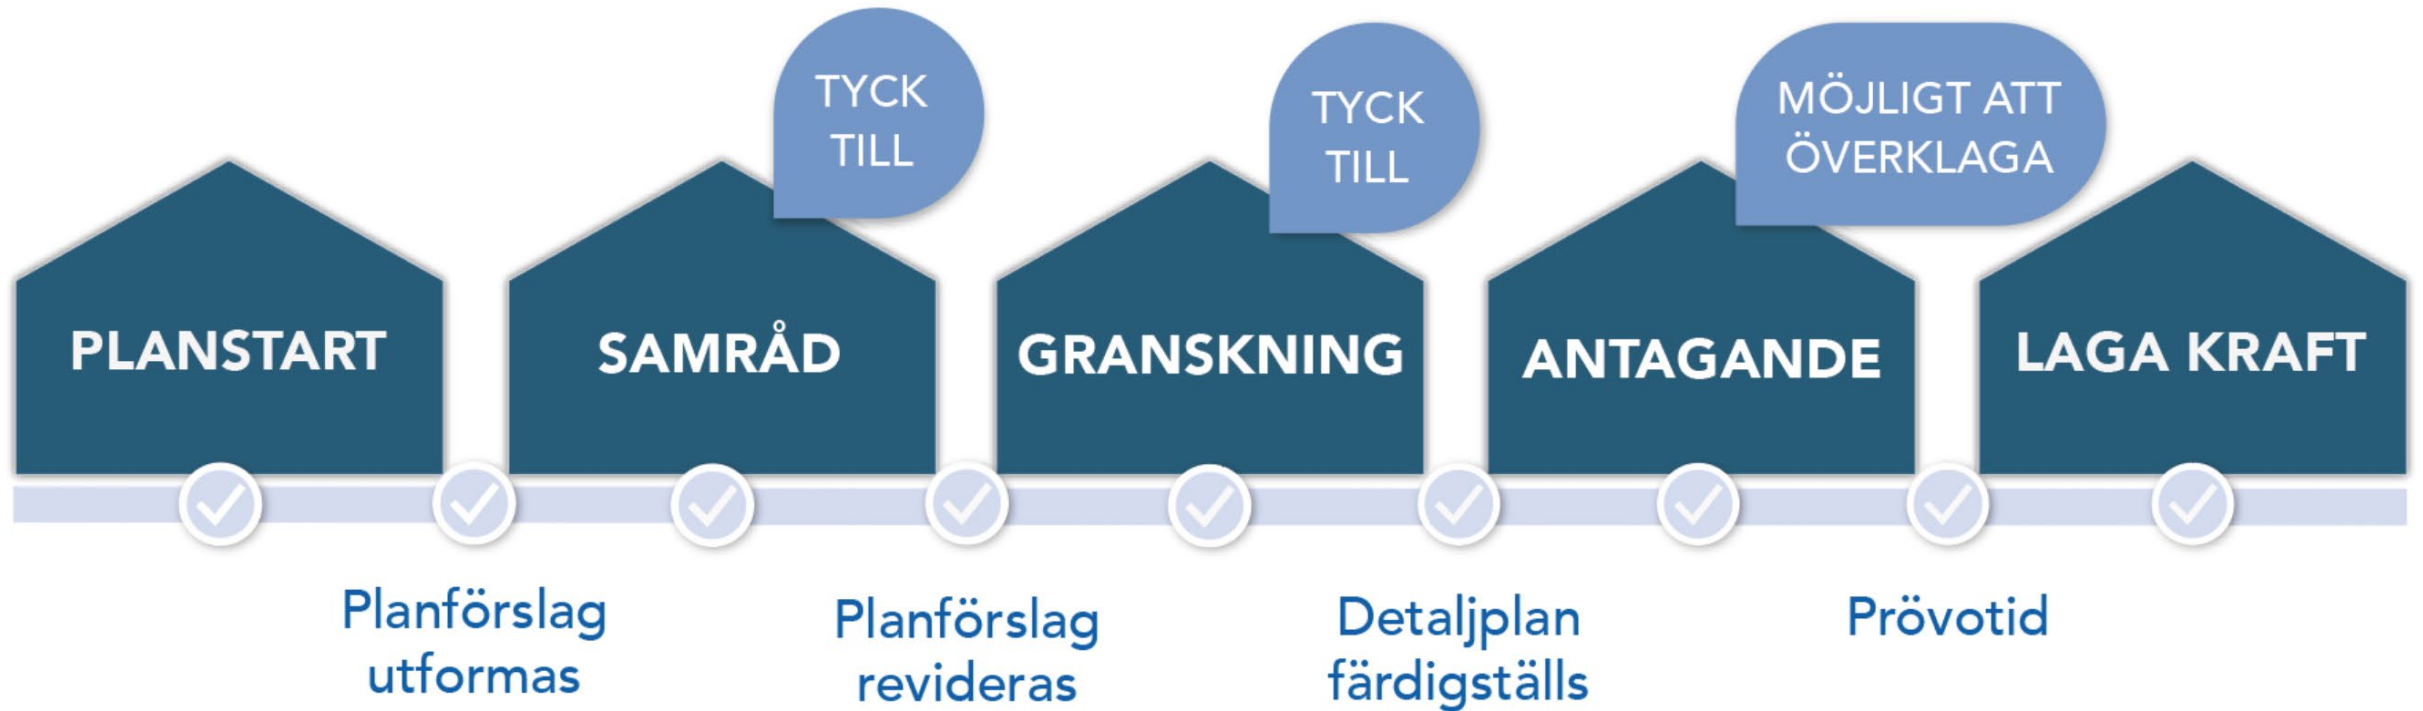 TYCK
TILL
TYCK
TILL
MÖJLIGT ATT
ÖVERKLAGA
PLANSTART
SAMRÅD
GRANSKNING
ANTAGANDE
LAGA KRAFT
Planförslag
utformas
Planförslag
revideras
Detaljplan
färdigställs
Prövotid